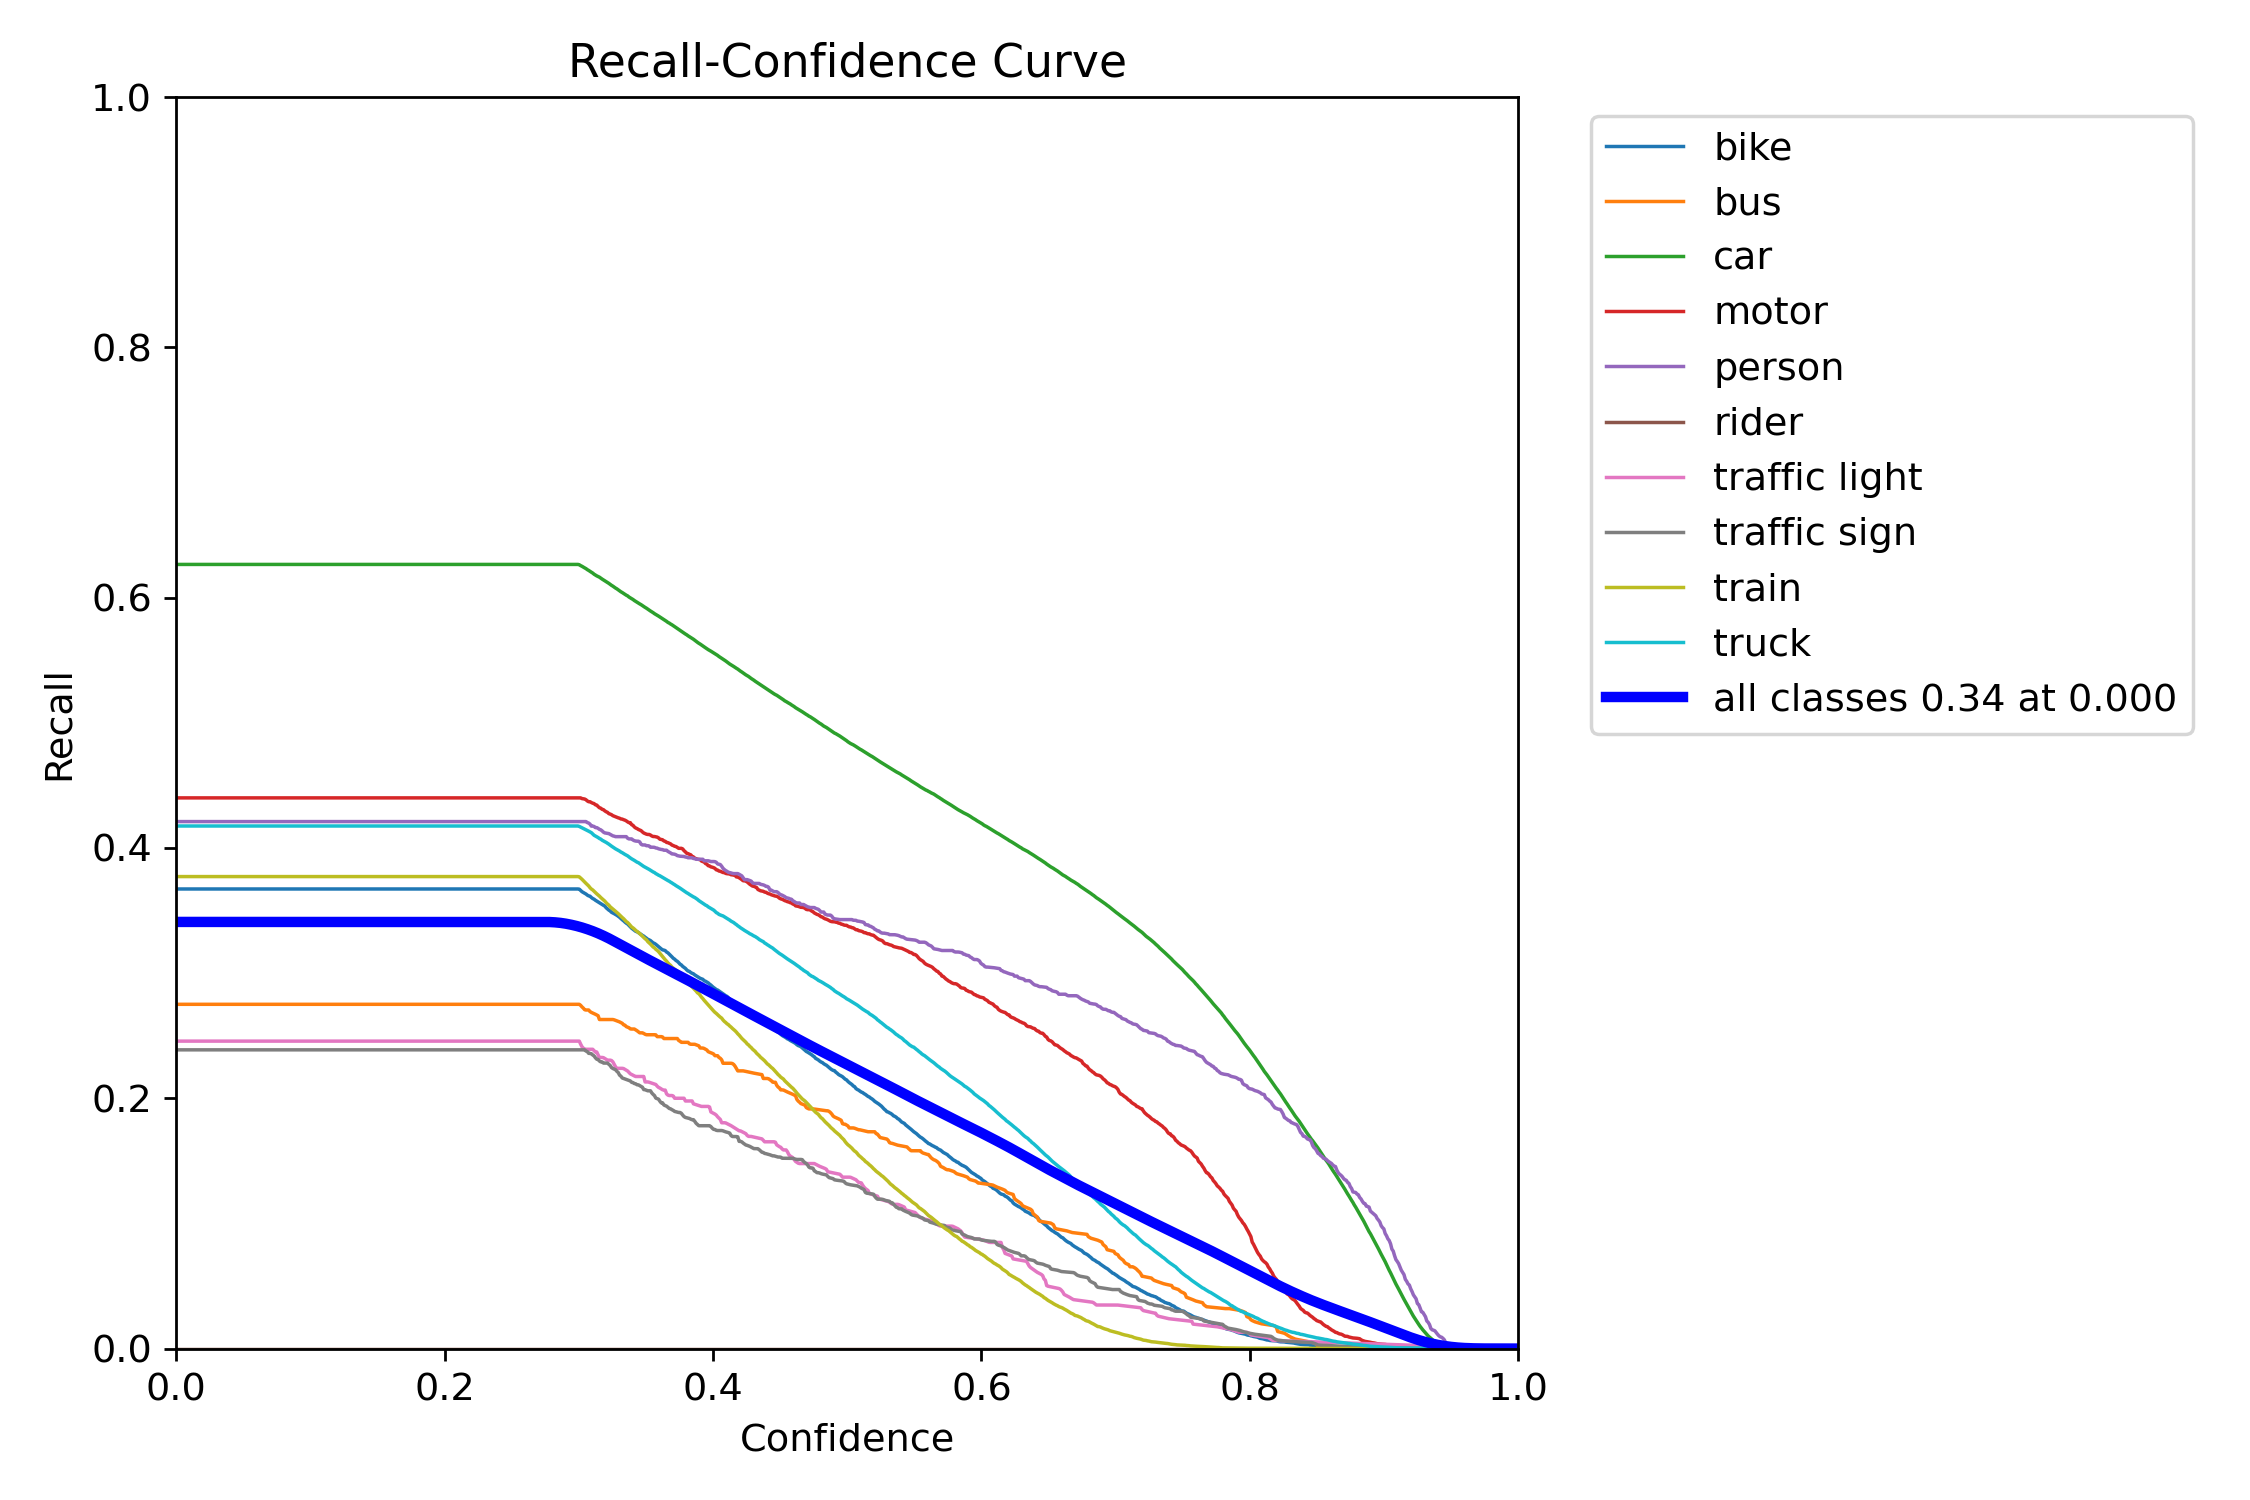 Recall-Confidence Curve
1.0
0.8
0.6
0.4
0.2
0.0
Recall
0.0 0.2 0.4 0.6 0.8 1.0
Confidence
bike
bus
car
motor
person
rider
traffic light
traffic sign
train
truck
all classes 0.34 at 0.000